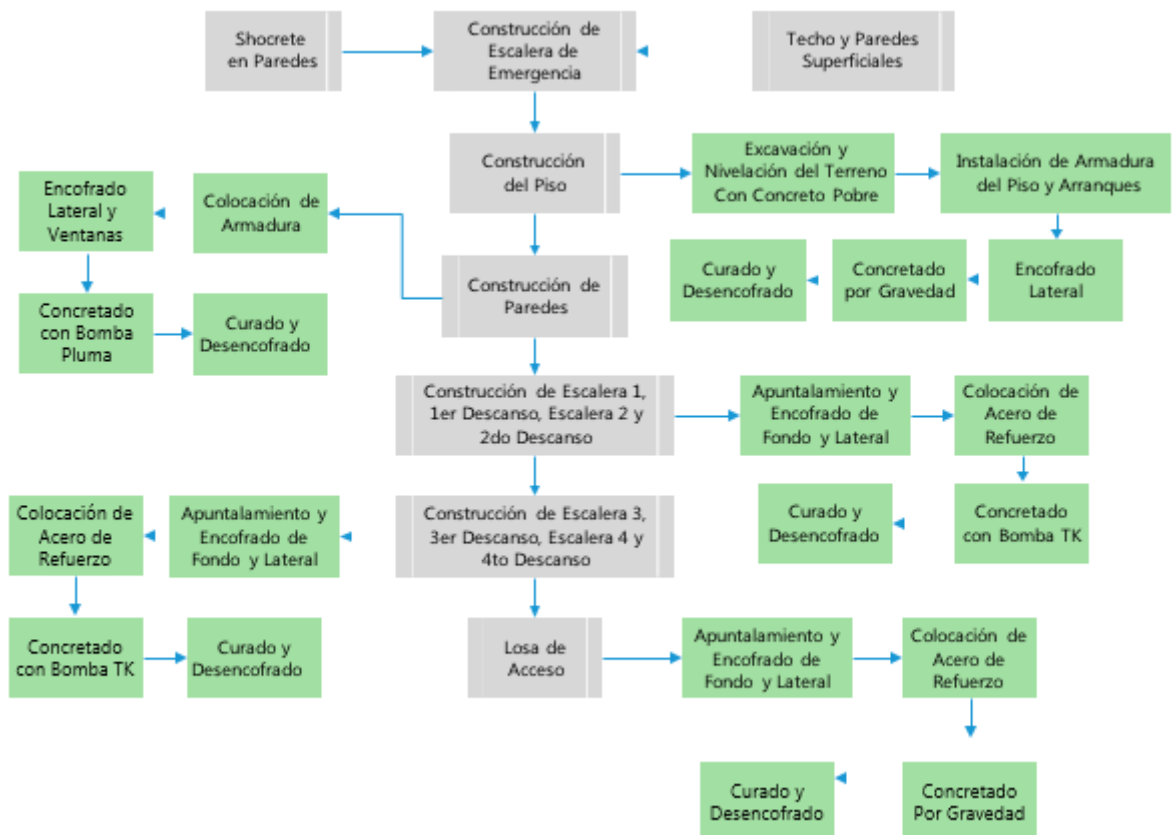 Shocrete
en Paredes
Construcción de
Escalera de
Emergencia
Techo y Paredes
Superficiales
Construcción
del Piso
Excavación y
Nivelación del Terreno
Con Concreto Pobre
Instalación de Armadura
del Piso y Arranques
Encofrado
Lateral y
Ventanas
Colocación de
Armadura
Curado y
Desencofrado
Concretado
por Gravedad
Encofrado
Lateral
Construcción de
Paredes
Concretado
con Bomba
Pluma
Curado y
Desencofrado
Construcción de Escalera 1,
1er Descanso, Escalera 2 y
2do Descanso
Apuntalamiento y
Encofrado de
Fondo y Lateral
Colocación de
Acero de
Refuerzo
Colocación de
Acero de
Refuerzo
Apuntalamiento y
Encofrado de
Fondo y Lateral
Construcción de Escalera 3,
3er Descanso, Escalera 4 y
4to Descanso
Curado y
Desencofrado
Concretado
con Bomba TK
Concretado
con Bomba TK
Curado y
Desencofrado
Losa de
Acceso
Apuntalamiento y
Encofrado de
Fondo y Lateral
Colocación de
Acero de
Refuerzo
Curado y
Desencofrado
Concretado
Por Gravedad